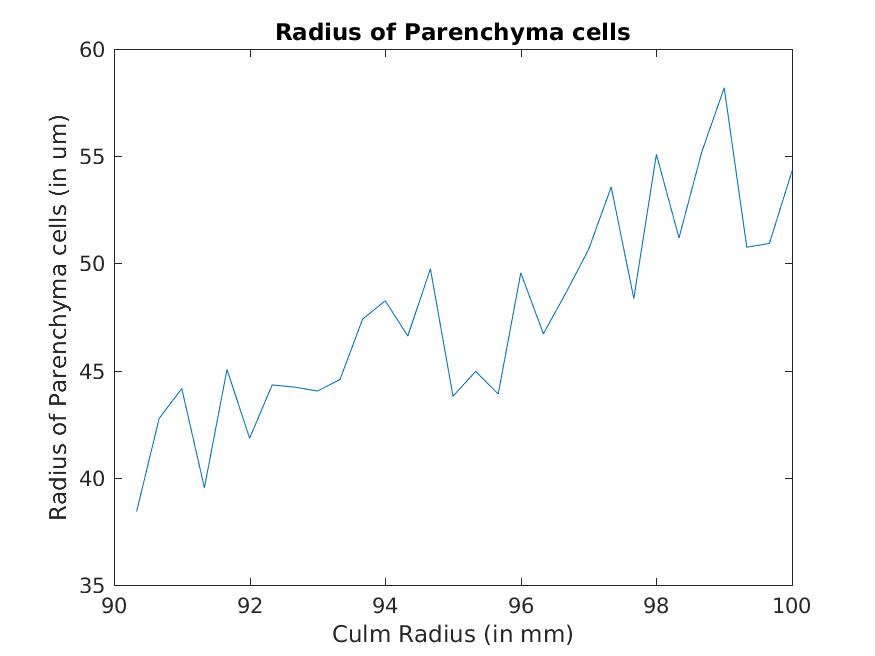 Radius of Parenchyma cells
60
55
50
45
40
35
Radius of Parenchyma cells (in um)
90 92 94 96 98 100
Culm Radius (in mm)